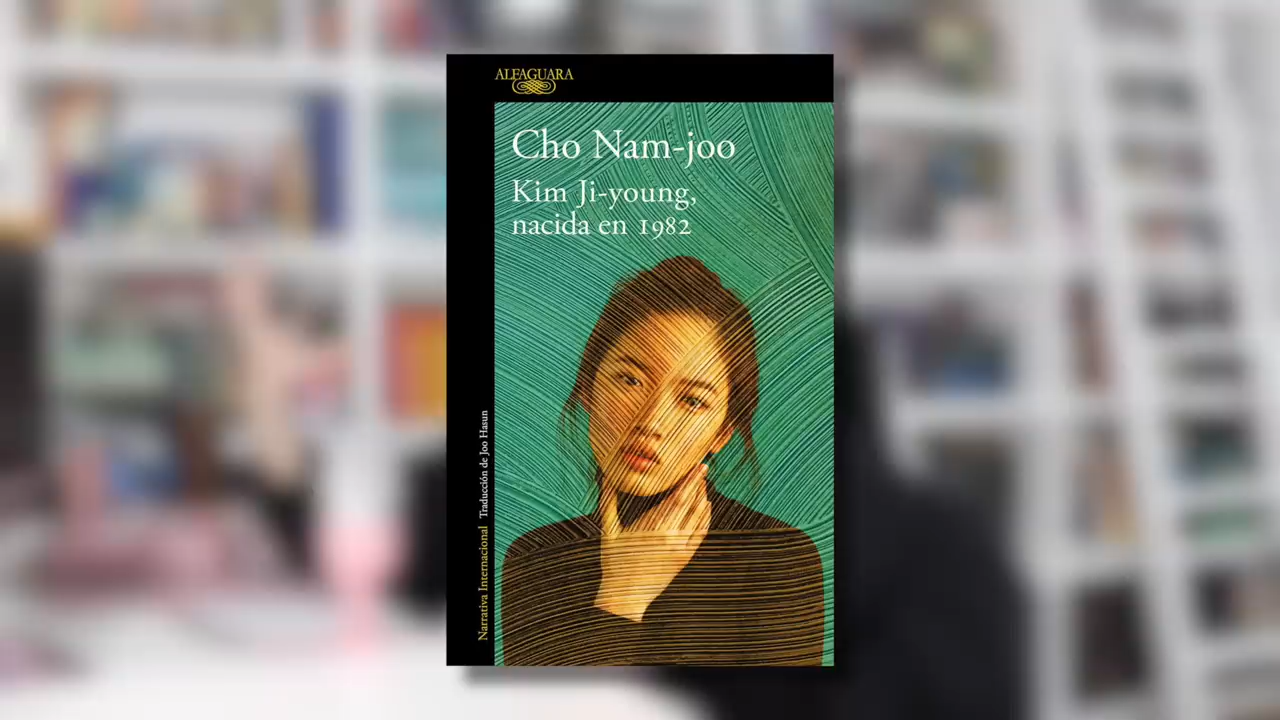 ALFAGUARA
Cho Nam-joo
Kim Ji-young,
nacida en 1982
Narrativa Internacional Traducción de Joo Hasun